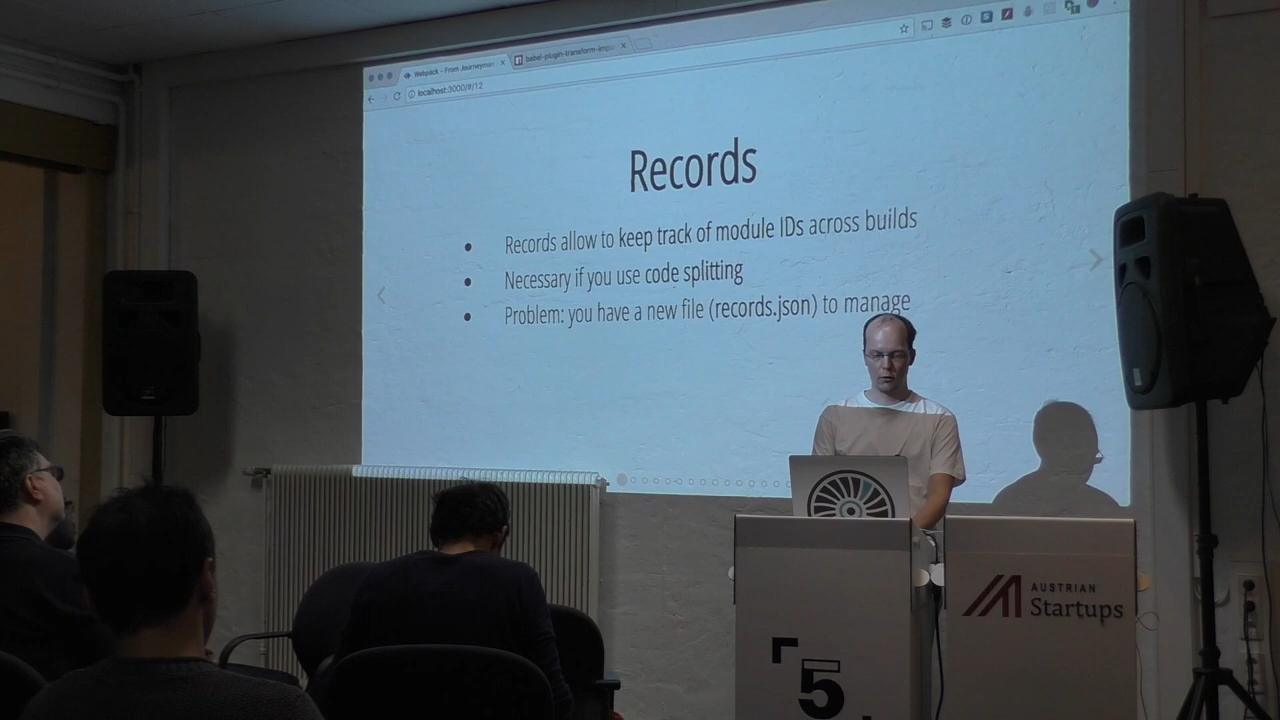 Webpack - From Journeyman
babel-plugin-transform-impo
localhost:3000/#/12
Records
Records allow to keep track of module IDs across builds
Necessary if you use code splitting
Problem: you have a new file (records.json) to manage
AUSTRIAN
Startups
5